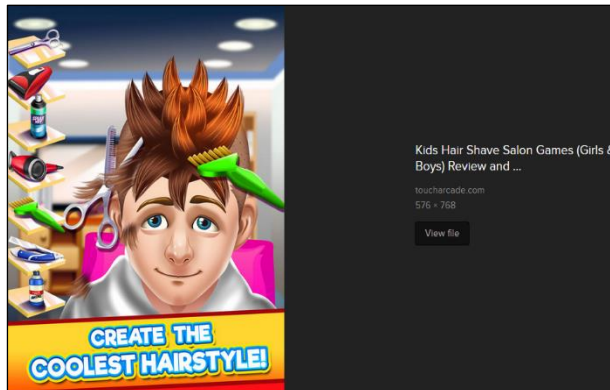 CREATE THE
COOLEST HAIRSTYLE!
Kids Hair Shave Salon Games (Girls &
Boys) Review and ...
toucharcade.com
576 × 768
View file